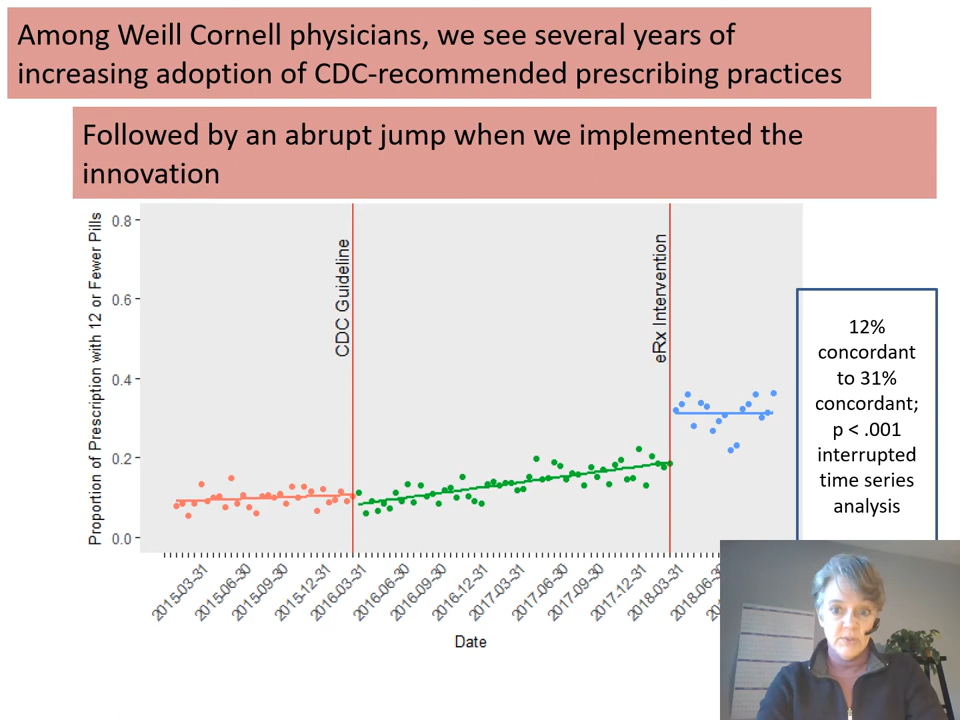 Among Weill Cornell physicians, we see several years of
increasing adoption of CDC-recommended prescribing practices
Followed by an abrupt jump when we implemented the
innovation
Proportion of Prescription with 12 or Fewer Pills
0.8
0.6
0.4
0.2
0.0
CDC Guideline
eRx Intervention
2015-03-31
2015-06-30
2015-09-30
2015-12-31
2016-03-31
2016-06-30
2016-09-30
2016-12-31
2017-03-31
2017-06-30
2017-09-30
2017-12-31
2018-03-31
Date
12%
concordant
to 31%
concordant;
p < .001
interrupted
time series
analysis